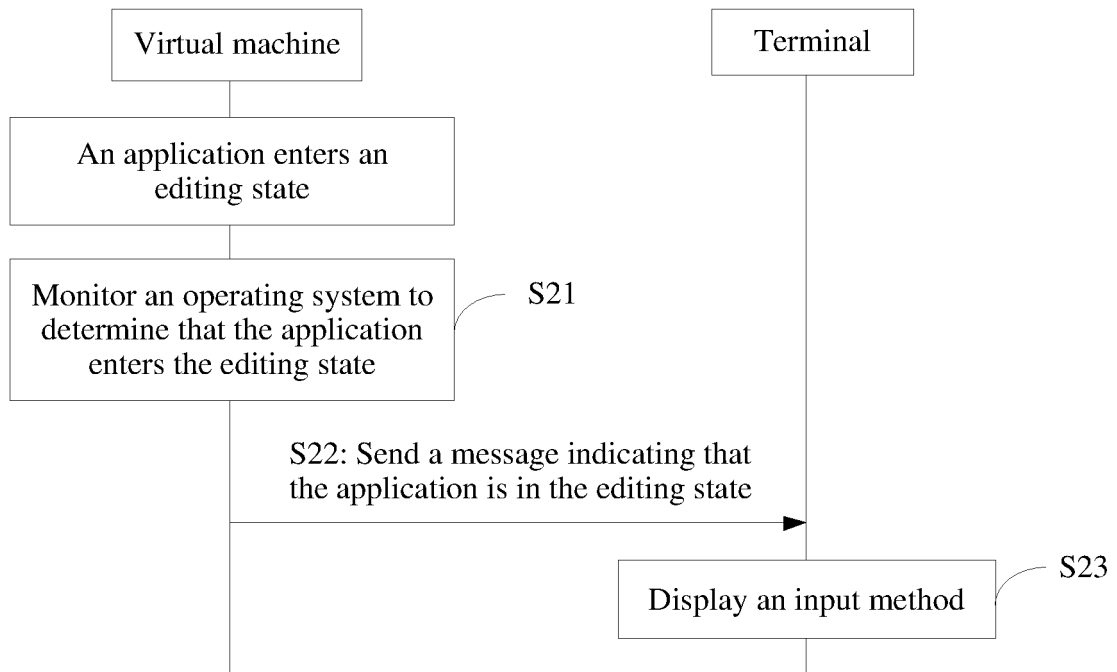 Virtual machine
Terminal
An application enters an
editing state
Monitor an operating system to
determine that the application
enters the editing state
S21
S22: Send a message indicating that
the application is in the editing state
Display an input method
S23